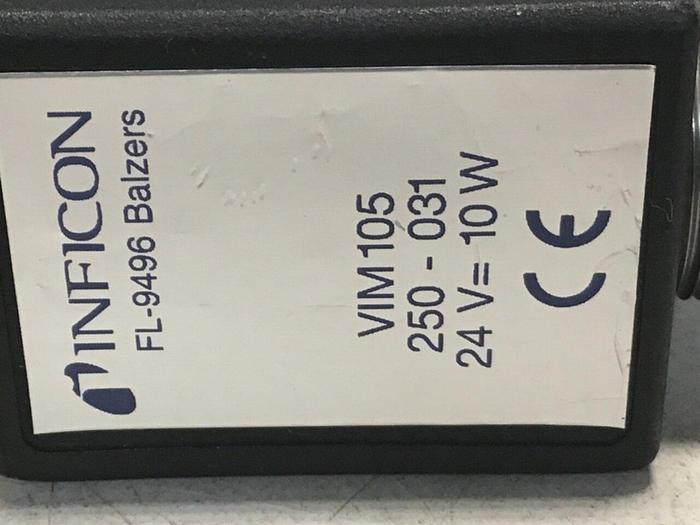 INFICON
FL-9496 Balzers
VIM 105
250 - 031
24 V= 10 W
CE